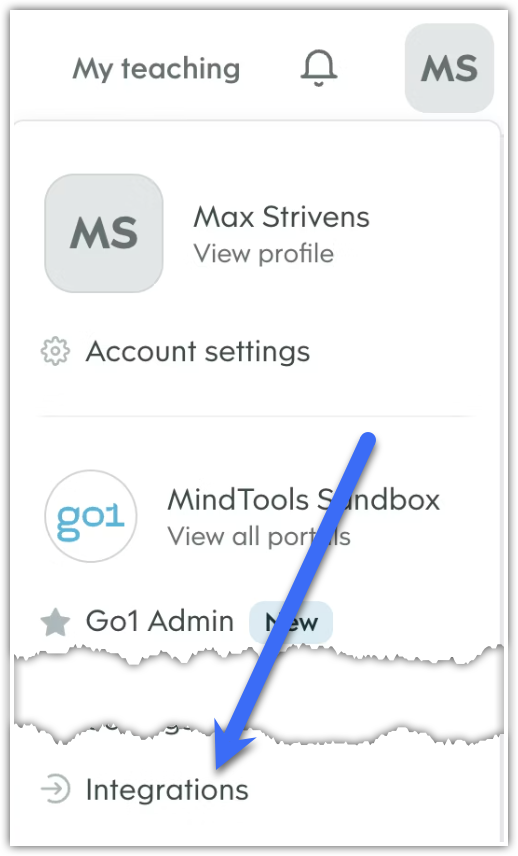 My teaching
MS
MS
Max Strivens
View profile
Account settings
go1
MindTools Sandbox
View all portals
Go1 Admin New
Integrations